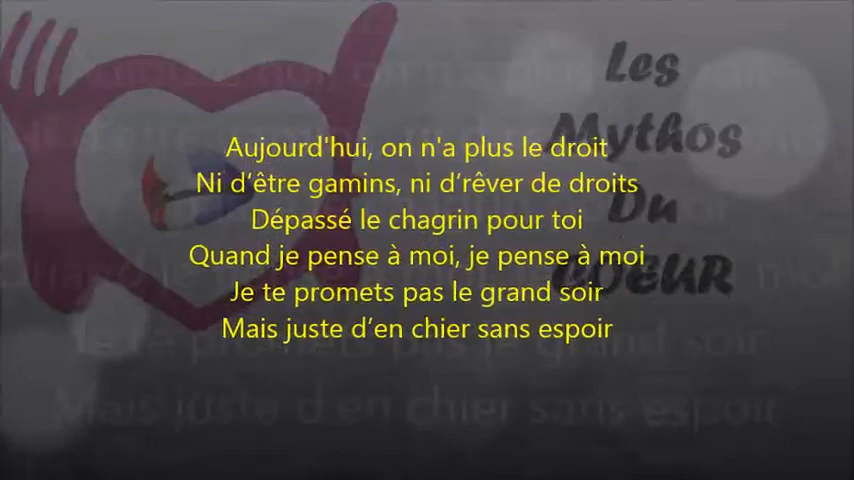 Les
Mythos
Du
COEUR
Aujourd'hui, on n'a plus le droit
Ni d’être gamins, ni d’rêver de droits
Dépassé le chagrin pour toi
Quand je pense à moi, je pense à moi
Je te promets pas le grand soir
Mais juste d’en chier sans espoir